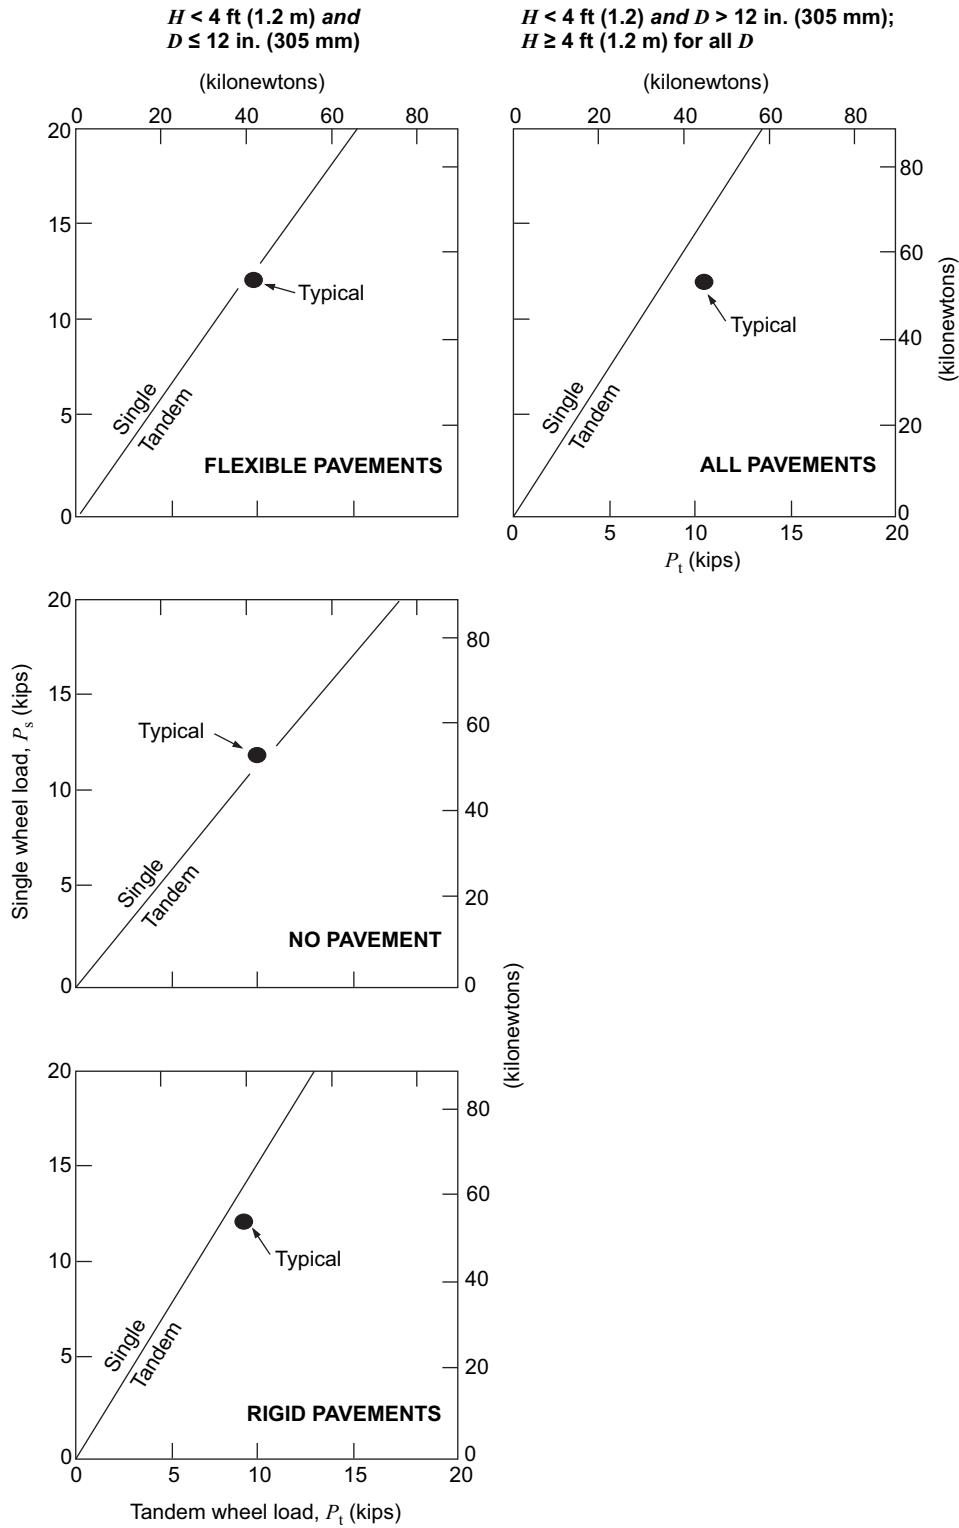 H < 4 ft (1.2 m) and
D ≤ 12 in. (305 mm)
H < 4 ft (1.2) and D > 12 in. (305 mm);
H ≥ 4 ft (1.2 m) for all D
(kilonewtons)
0 20 40 60 80
20
15
10
5
0
Typical
Single
Tandem
FLEXIBLE PAVEMENTS
(kilonewtons)
0 20 40 60 80
80
60
40
20
0
(kilonewtons)
Typical
Single
Tandem
ALL PAVEMENTS
0 5 10 15 20
Pt (kips)
Single wheel load, Ps (kips)
20
15
10
5
0
80
60
40
20
0
Typical
Single
Tandem
NO PAVEMENT
(kilonewtons)
20
15
10
5
0
80
60
40
20
0
Typical
Single
Tandem
RIGID PAVEMENTS
0 5 10 15 20
Tandem wheel load, Pt (kips)